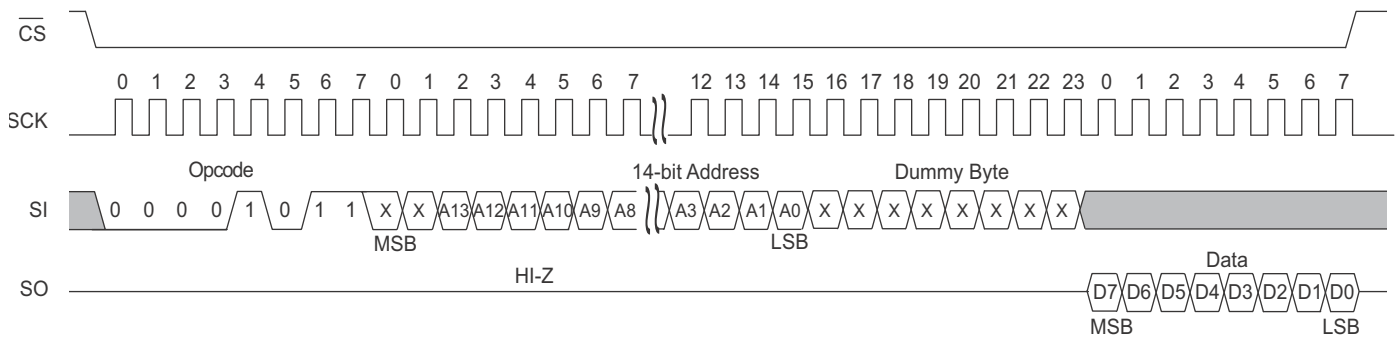 CS
0 1 2 3 4 5 6 7 0 1 2 3 4 5 6 7 12 13 14 15 16 17 18 19 20 21 22 23 0 1 2 3 4 5 6 7
SCK
Opcode 14-bit Address Dummy Byte
SI 0 0 0 0 1 0 1 1 X X A13 A12 A11 A10 A9 A8 A3 A2 A1 A0 X X X X X X X X
MSB LSB
HI-Z Data
SO D7 D6 D5 D4 D3 D2 D1 D0
MSB LSB